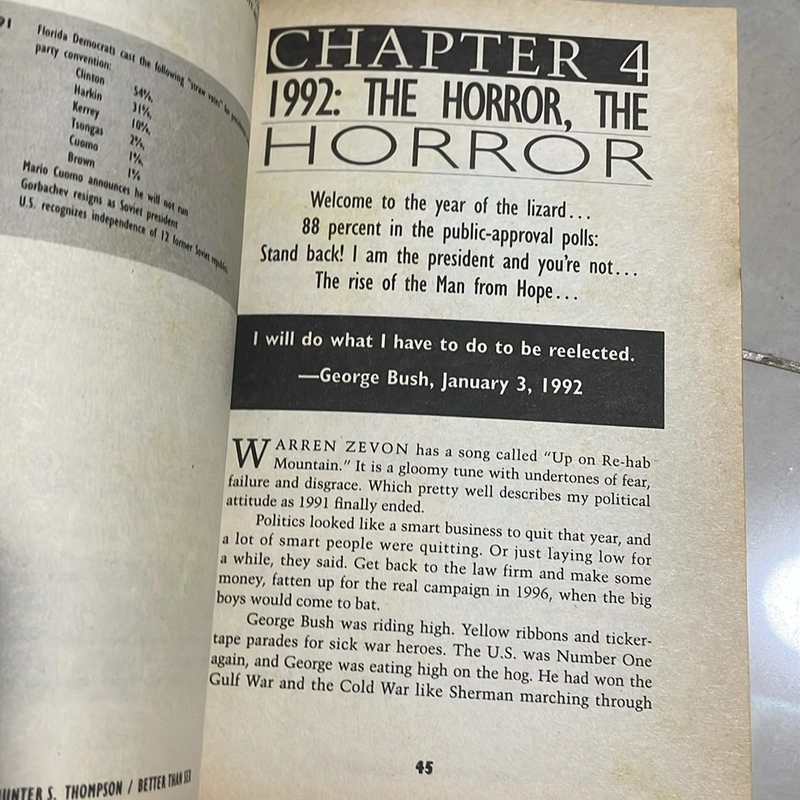 91
Florida Democrats cast the following "straw votes" for
party convention:
Clinton 54%
Harkin 31%
Kerrey 10%
Tsongas 2%
Cuomo 1%
Brown 1%
Mario Cuomo announces he will not run
Gorbachev resigns as Soviet president
U.S. recognizes independence of 12 former Soviet republics
HUNTER S. THOMPSON / BETTER THAN SEX
CHAPTER 4
1992: THE HORROR, THE
HORROR
Welcome to the year of the lizard...
88 percent in the public-approval polls:
Stand back! I am the president and you're not...
The rise of the Man from Hope...
I will do what I have to do to be reelected.
—George Bush, January 3, 1992
WARREN ZEVON has a song called "Up on Re-hab
Mountain." It is a gloomy tune with undertones of fear,
failure and disgrace. Which pretty well describes my political
attitude as 1991 finally ended.
Politics looked like a smart business to quit that year, and
a lot of smart people were quitting. Or just laying low for
a while, they said. Get back to the law firm and make some
money, fatten up for the real campaign in 1996, when the big
boys would come to bat.
George Bush was riding high. Yellow ribbons and ticker-
tape parades for sick war heroes. The U.S. was Number One
again, and George was eating high on the hog. He had won the
Gulf War and the Cold War like Sherman marching through
45